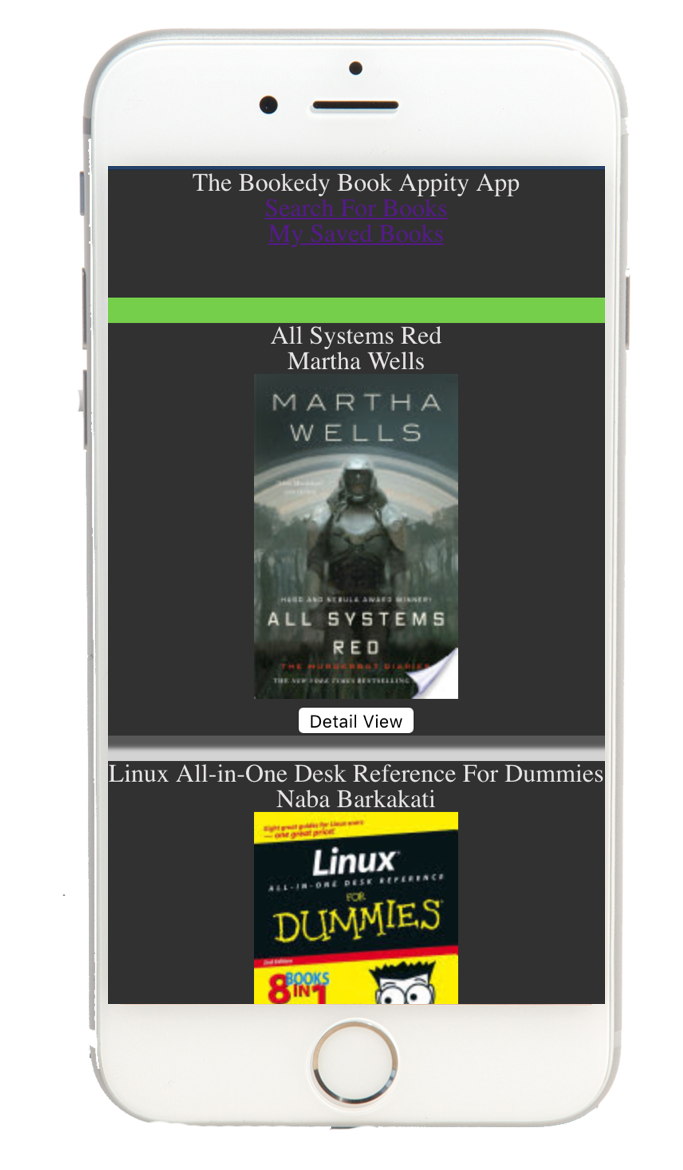 The Bookedy Book Appity App
Search For Books
My Saved Books
All Systems Red
Martha Wells
MARTHA
WELLS
HUGO AND NEBULA AWARD WINNER!
ALL SYSTEMS
RED
THE MURDERBOT DIARIES
THE NEW YORK TIMES BESTSELLING
Detail View
Linux All-in-One Desk Reference For Dummies
Naba Barkakati
Eight great guides for Linux users
— one great price!
Linux
ALL-IN-ONE DESK REFERENCE
FOR
DUMMIES
2nd Edition
8 BOOKS
IN 1